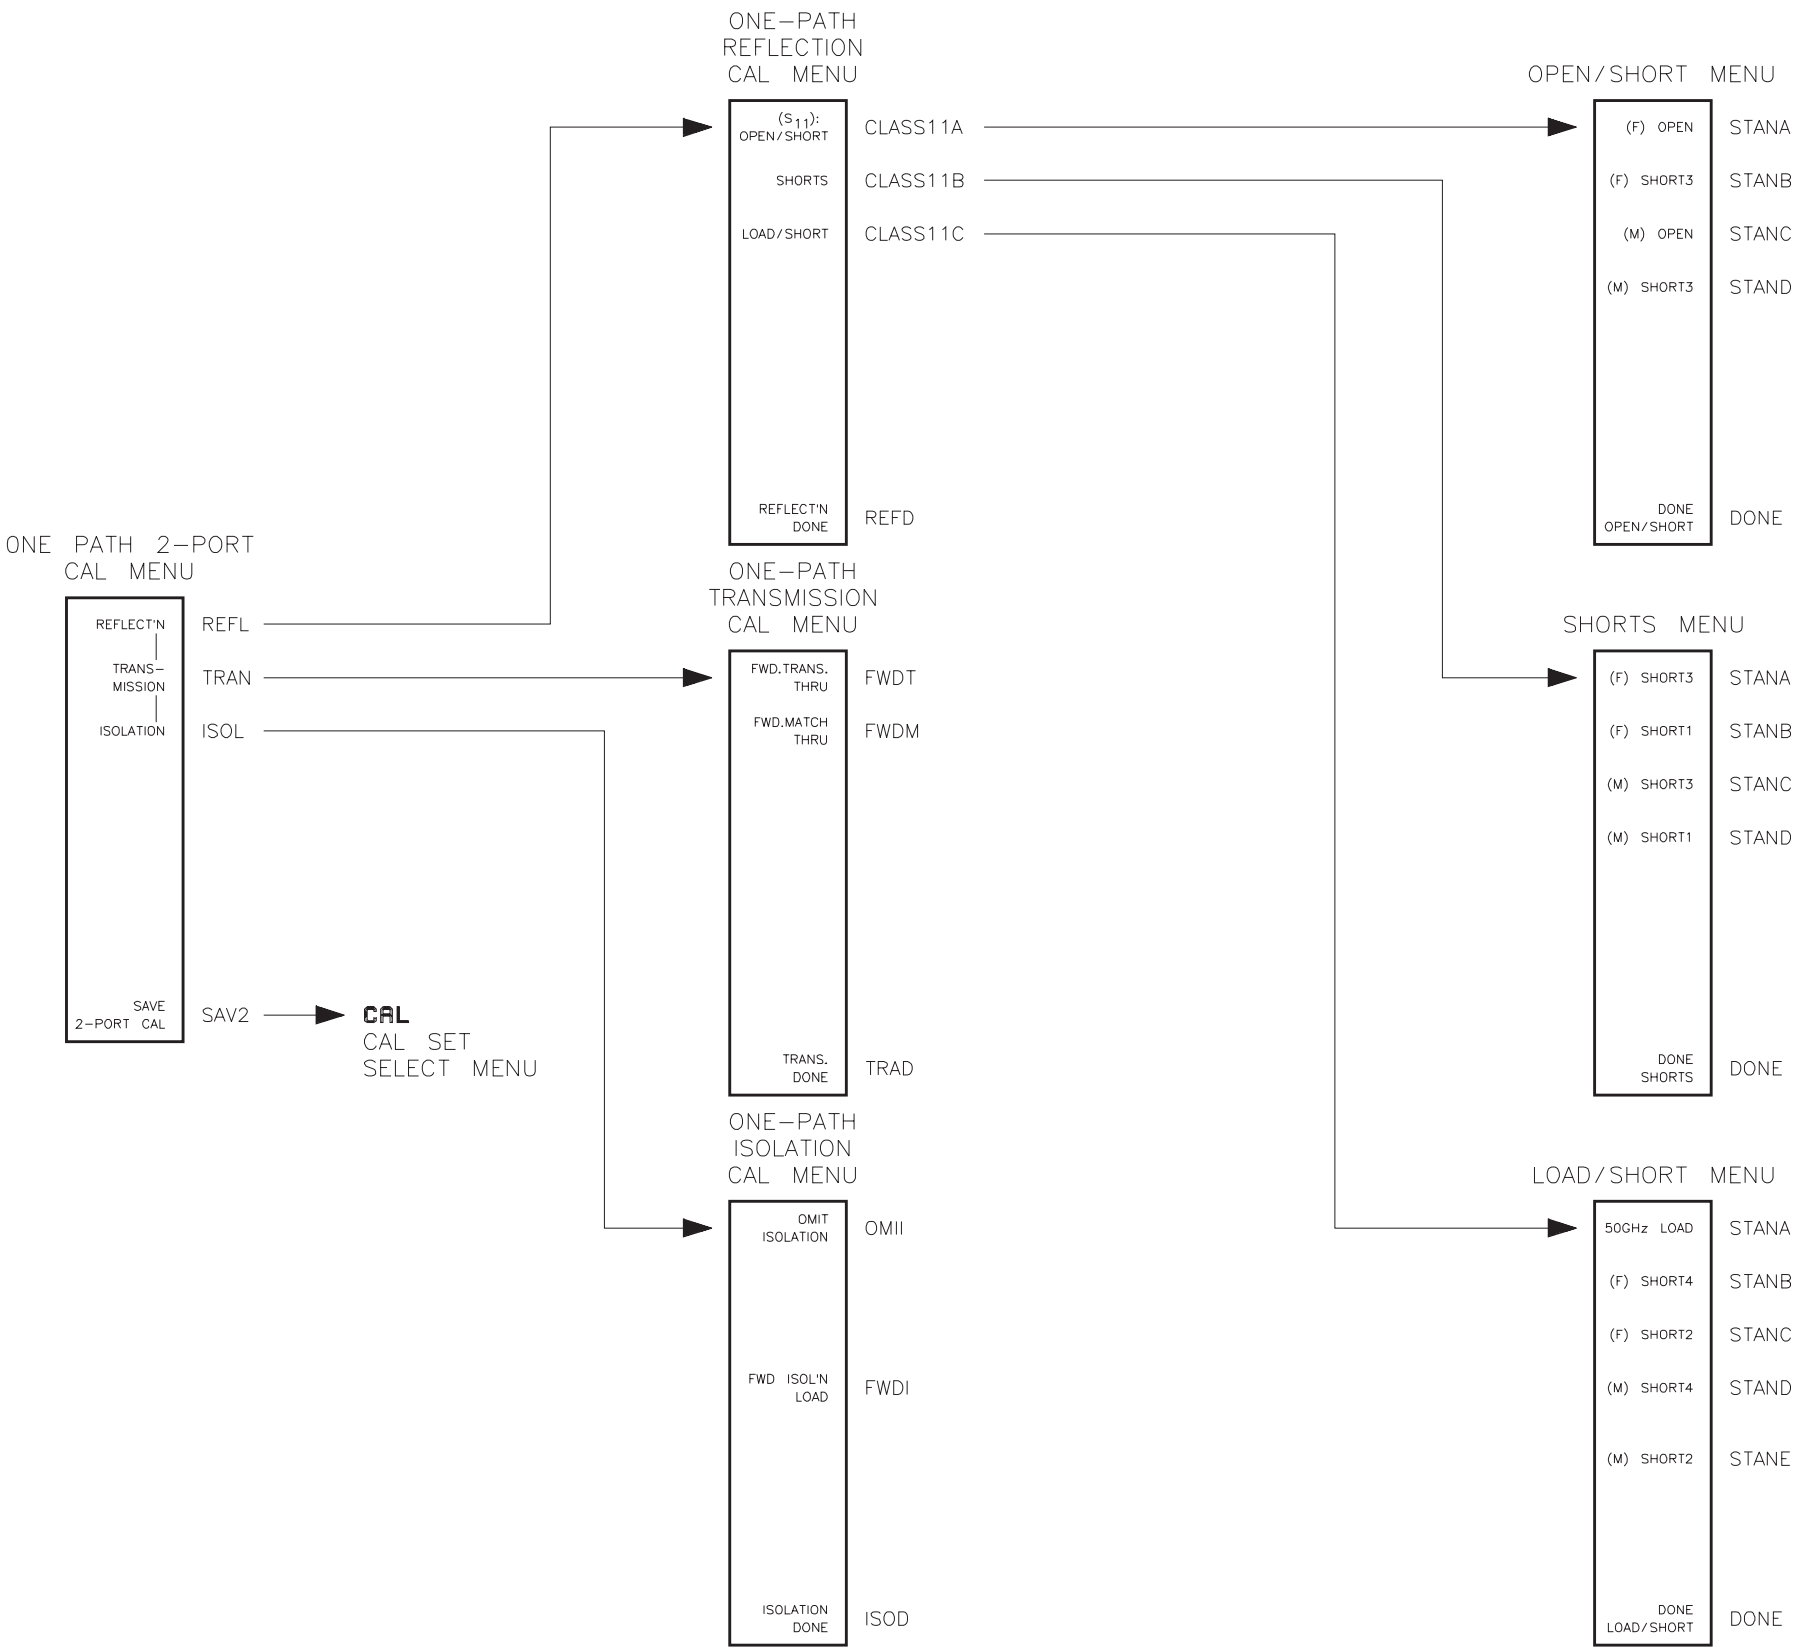 ONE PATH 2-PORT
CAL MENU
REFLECT'N
REFL
TRANS-
MISSION
TRAN
ISOLATION
ISOL
SAVE
2-PORT CAL
SAV2
CAL
CAL SET
SELECT MENU
ONE-PATH
REFLECTION
CAL MENU
(S11):
OPEN/SHORT
CLASS11A
SHORTS
CLASS11B
LOAD/SHORT
CLASS11C
REFLECT'N
DONE
REFD
ONE-PATH
TRANSMISSION
CAL MENU
FWD.TRANS.
THRU
FWDT
FWD.MATCH
THRU
FWDM
TRANS.
DONE
TRAD
ONE-PATH
ISOLATION
CAL MENU
OMIT
ISOLATION
OMII
FWD ISOL'N
LOAD
FWDI
ISOLATION
DONE
ISOD
OPEN/SHORT MENU
(F) OPEN STANA
(F) SHORT3 STANB
(M) OPEN STANC
(M) SHORT3 STAND
DONE
OPEN/SHORT
DONE
SHORTS MENU
(F) SHORT3 STANA
(F) SHORT1 STANB
(M) SHORT3 STANC
(M) SHORT1 STAND
DONE
SHORTS
DONE
LOAD/SHORT MENU
50GHz LOAD STANA
(F) SHORT4 STANB
(F) SHORT2 STANC
(M) SHORT4 STAND
(M) SHORT2 STANE
DONE
LOAD/SHORT
DONE